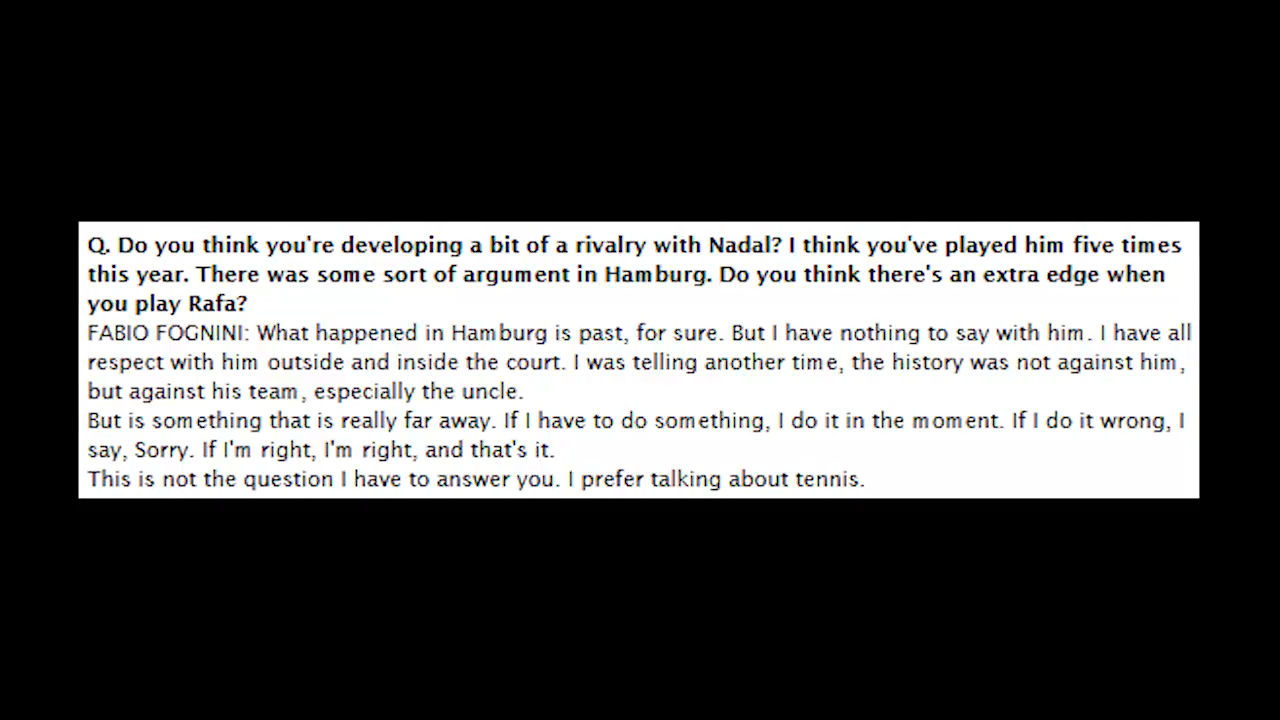 Q. Do you think you're developing a bit of a rivalry with Nadal? I think you've played him five times
this year. There was some sort of argument in Hamburg. Do you think there's an extra edge when
you play Rafa?
FABIO FOGNINI: What happened in Hamburg is past, for sure. But I have nothing to say with him. I have all
respect with him outside and inside the court. I was telling another time, the history was not against him,
but against his team, especially the uncle.
But is something that is really far away. If I have to do something, I do it in the moment. If I do it wrong, I
say, Sorry. If I'm right, I'm right, and that's it.
This is not the question I have to answer you. I prefer talking about tennis.